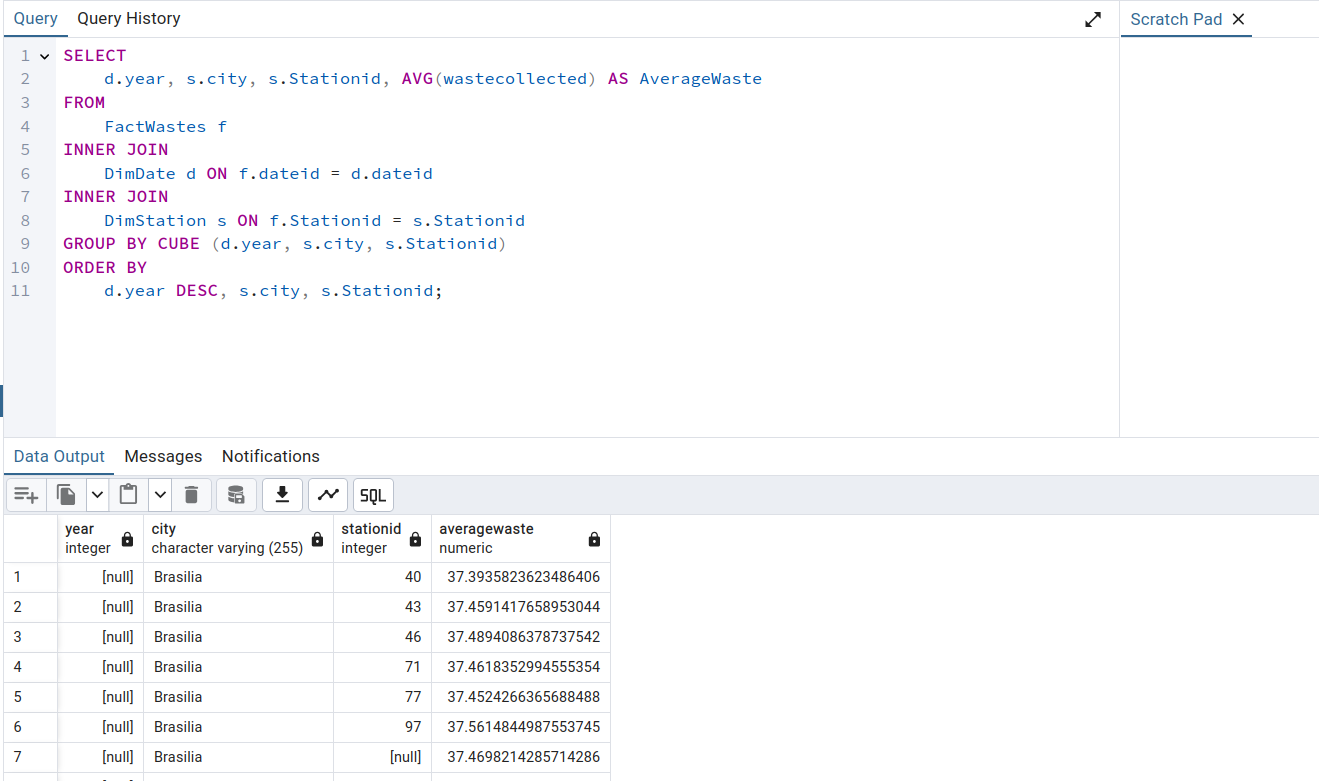 Query Query History Scratch Pad
1 SELECT
2 d.year, s.city, s.Stationid, AVG(wastecollected) AS AverageWaste
3 FROM
4 FactWastes f
5 INNER JOIN
6 DimDate d ON f.dateid = d.dateid
7 INNER JOIN
8 DimStation s ON f.Stationid = s.Stationid
9 GROUP BY CUBE (d.year, s.city, s.Stationid)
10 ORDER BY
11 d.year DESC, s.city, s.Stationid;
Data Output Messages Notifications
SQL
year city stationid averagewaste
integer character varying (255) integer numeric
1 [null] Brasilia 40 37.3935823623486406
2 [null] Brasilia 43 37.4591417658953044
3 [null] Brasilia 46 37.4894086378737542
4 [null] Brasilia 71 37.4618352994555354
5 [null] Brasilia 77 37.4524266365688488
6 [null] Brasilia 97 37.5614844987553745
7 [null] Brasilia [null] 37.4698214285714286